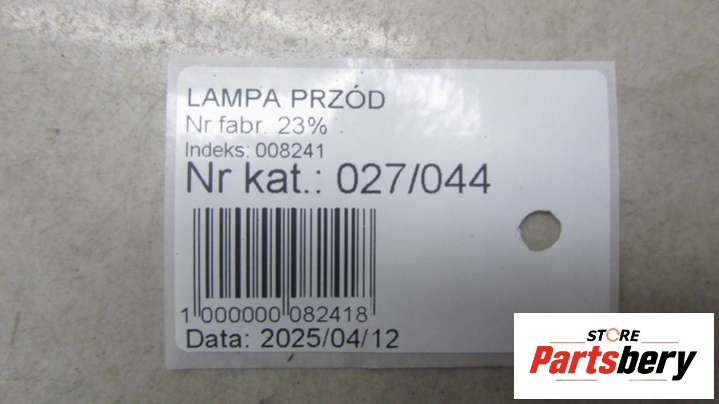 LAMPA PRZÓD
Nr fabr. 23%
Indeks: 008241
Nr kat.: 027/044
1 000000 082418
Data: 2025/04/12
STORE
Partsbery